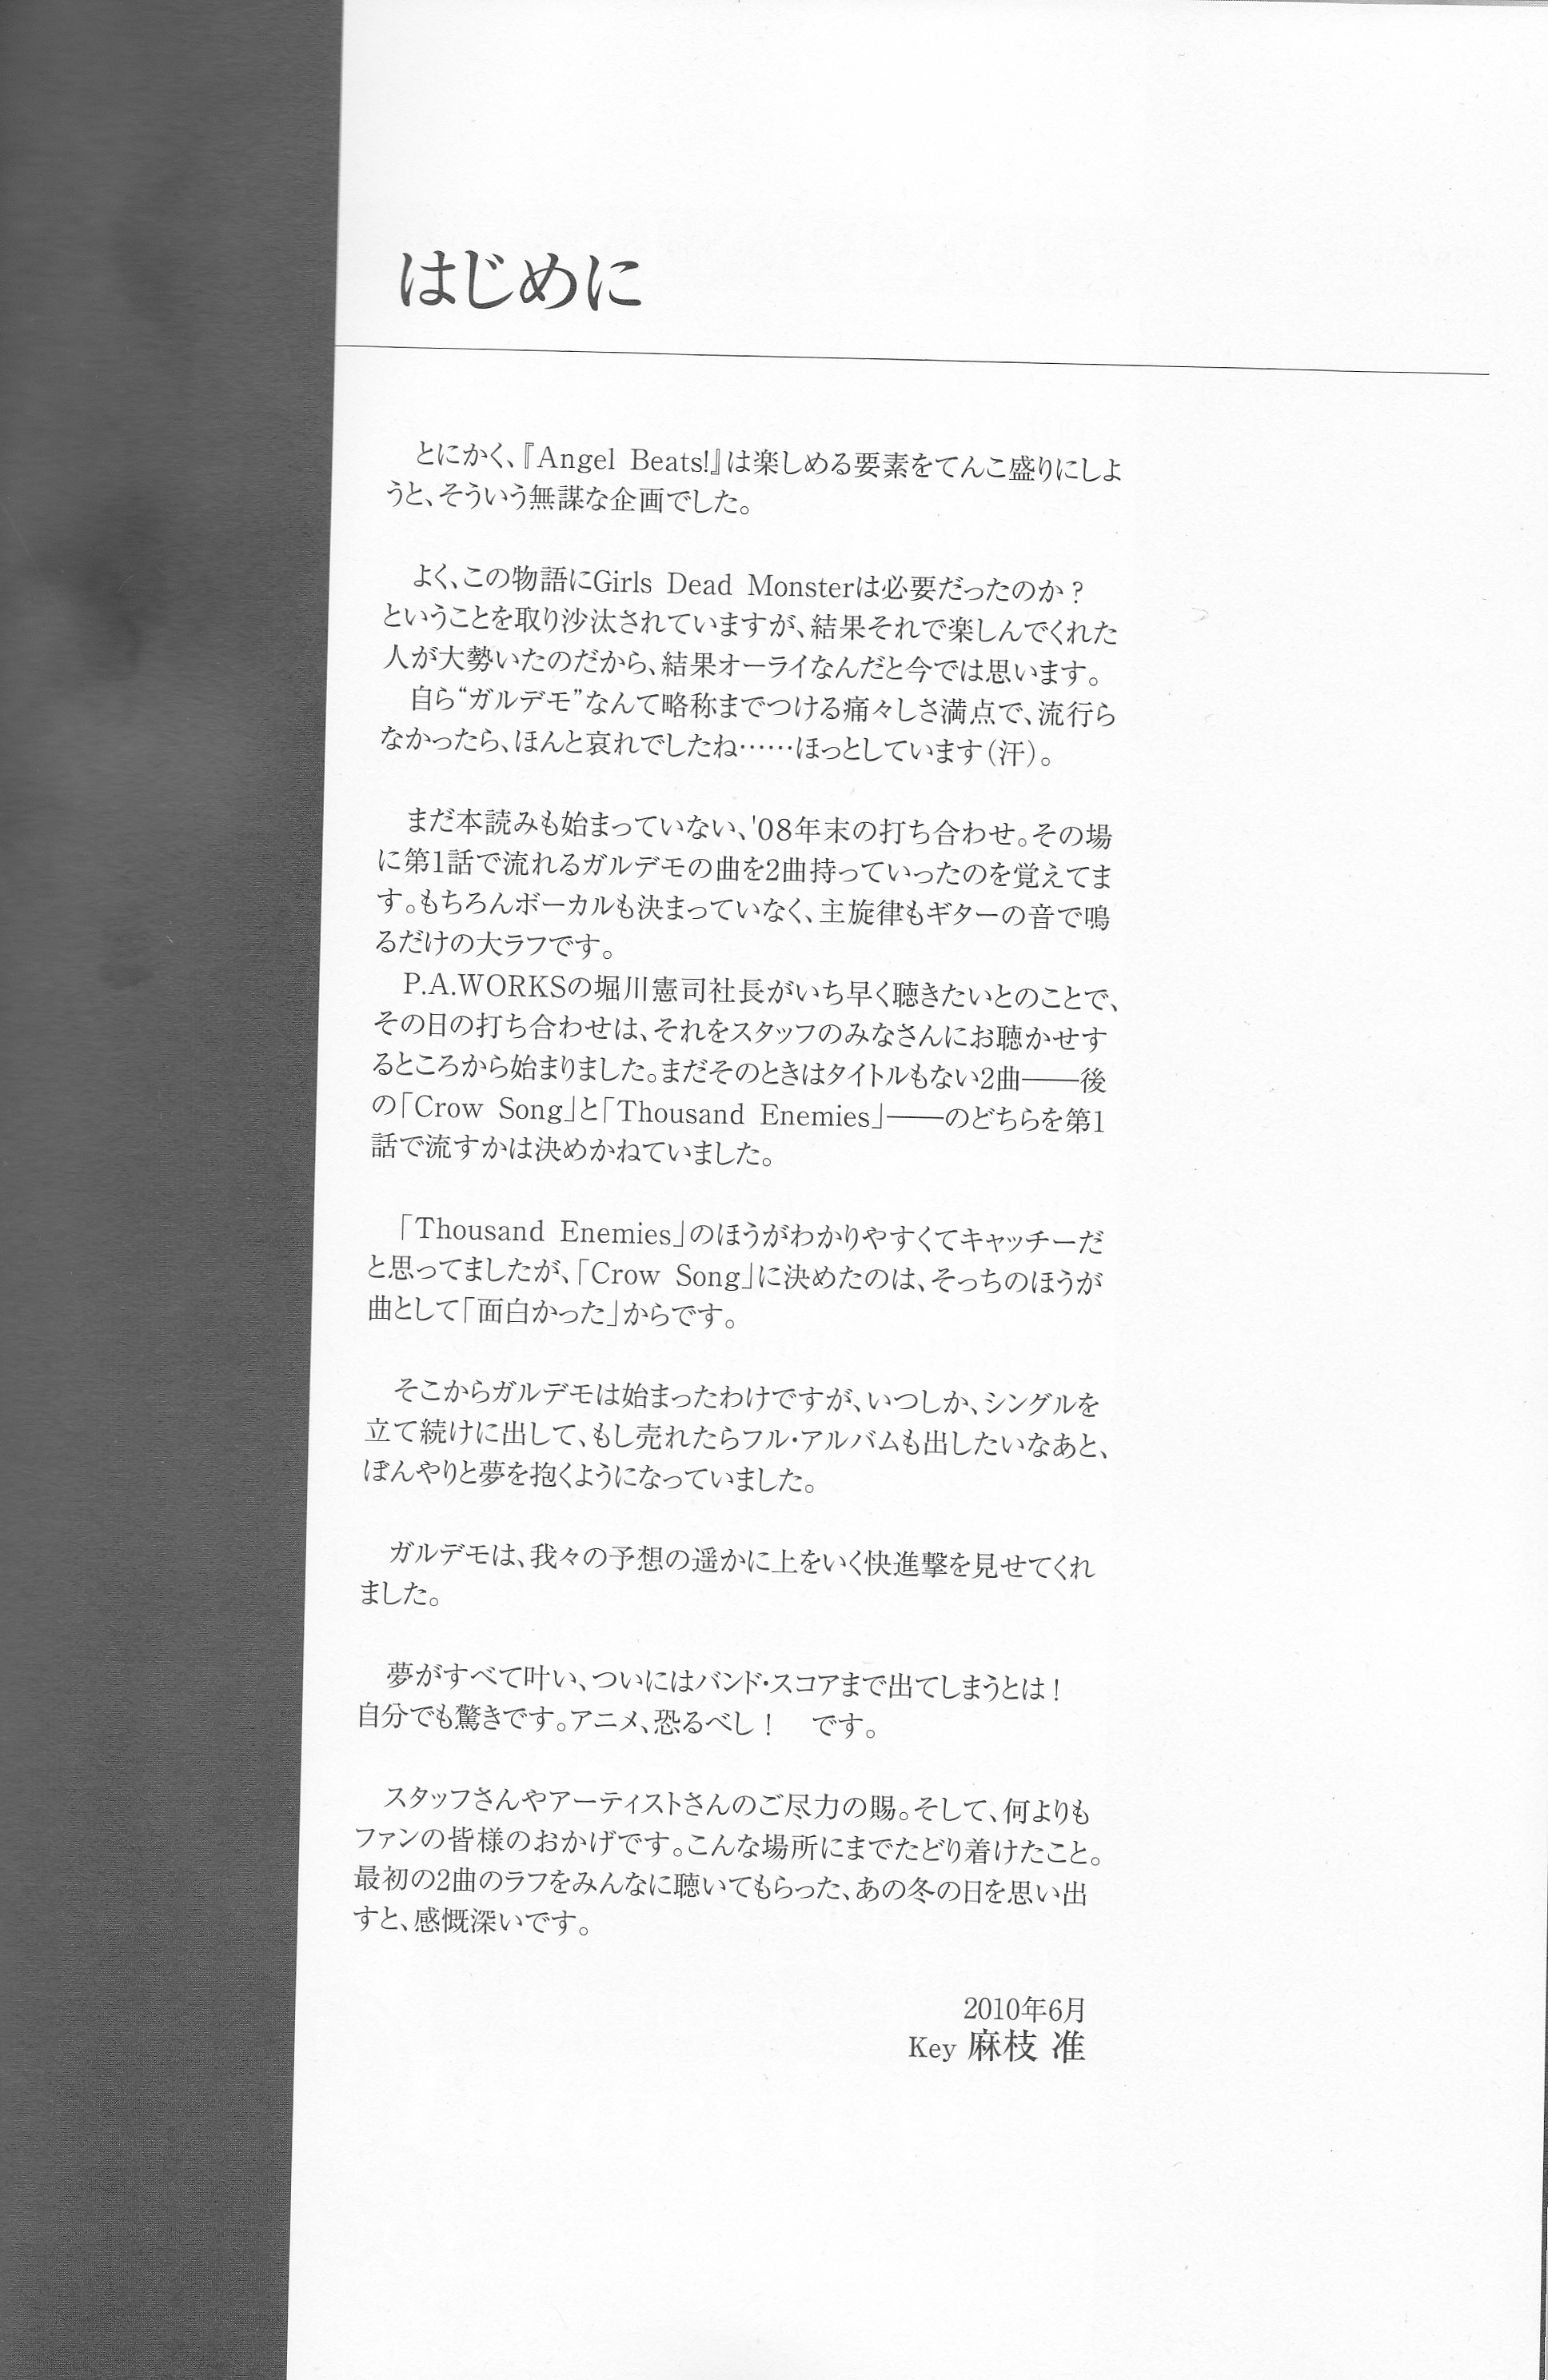 はじめに
とにかく、『Angel Beats!』は楽しめる要素をてんこ盛りにしよ
うと、そういう無謀な企画でした。
よく、この物語にGirls Dead Monsterは必要だったのか？
ということを取り沙汰されていますが、結果それで楽しんでくれた
人が大勢いたのだから、結果オーライなんだと今では思います。
自ら“ガルデモ”なんて略称までつける痛々しさ満点で、流行ら
なかったら、ほんと哀れでしたね……ほっとしています（汗）。
まだ本読みも始まっていない、'08年末の打ち合わせ。その場
に第1話で流れるガルデモの曲を2曲持っていったのを覚えてま
す。もちろんボーカルも決まっていなく、主旋律もギターの音で鳴
るだけの大ラフです。
P.A.WORKSの堀川憲司社長がいち早く聴きたいとのことで、
その日の打ち合わせは、それをスタッフのみなさんにお聴かせす
るところから始まりました。まだそのときはタイトルもない2曲——後
の「Crow Song」と「Thousand Enemies」——のどちらを第1
話で流すかは決めかねていました。
「Thousand Enemies」のほうがわかりやすくてキャッチーだ
と思ってましたが、「Crow Song」に決めたのは、そっちのほうが
曲として「面白かった」からです。
そこからガルデモは始まったわけですが、いつしか、シングルを
立て続けに出して、もし売れたらフル・アルバムも出したいなあと、
ぼんやりと夢を抱くようになっていました。
ガルデモは、我々の予想の遥かに上をいく快進撃を見せてくれ
ました。
夢がすべて叶い、ついにはバンド・スコアまで出てしまうとは！
自分でも驚きです。アニメ、恐るべし！　です。
スタッフさんやアーティストさんのご尽力の賜。そして、何よりも
ファンの皆様のおかげです。こんな場所にまでたどり着けたこと。
最初の2曲のラフをみんなに聴いてもらった、あの冬の日を思い出
すと、感慨深いです。
2010年6月
Key 麻枝 准